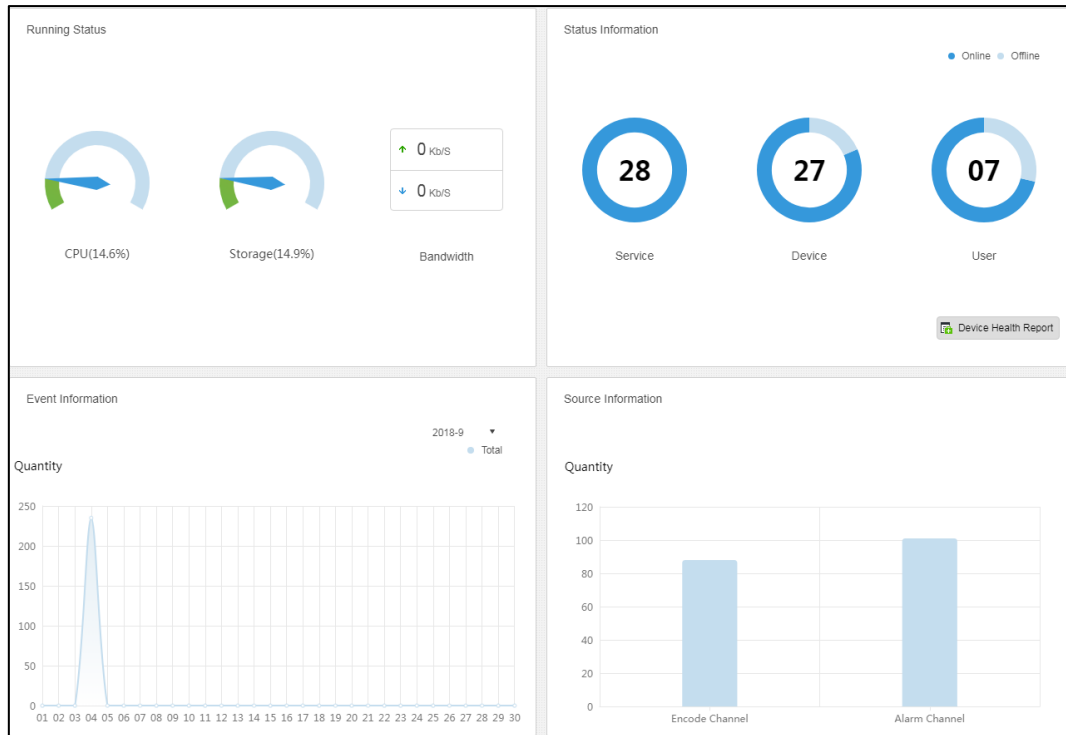 Running Status
0 Kb/S
0 Kb/S
CPU(14.6%)
Storage(14.9%)
Bandwidth
Status Information
Online
Offline
28
27
07
Service
Device
User
Device Health Report
Event Information
2018-9
Total
Quantity
250
200
150
100
50
0
01 02 03 04 05 06 07 08 09 10 11 12 13 14 15 16 17 18 19 20 21 22 23 24 25 26 27 28 29 30
Source Information
Quantity
120
100
80
60
40
20
0
Encode Channel
Alarm Channel